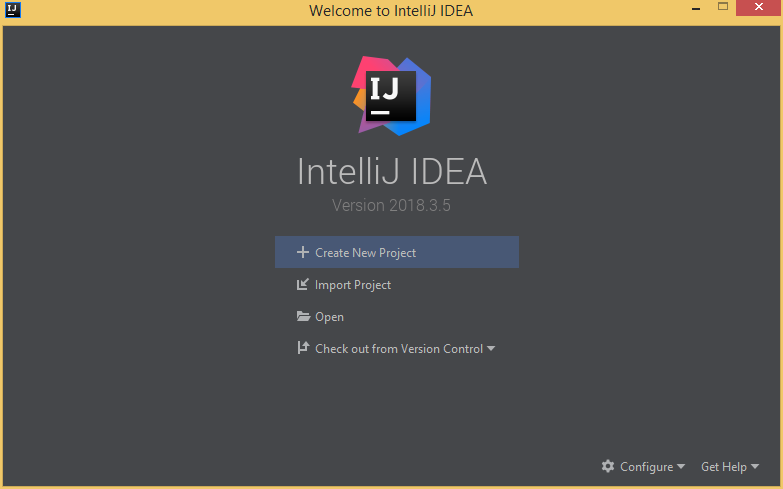 IJ
Welcome to IntelliJ IDEA
IJ
IntelliJ IDEA
Version 2018.3.5
Create New Project
Import Project
Open
Check out from Version Control
Configure
Get Help